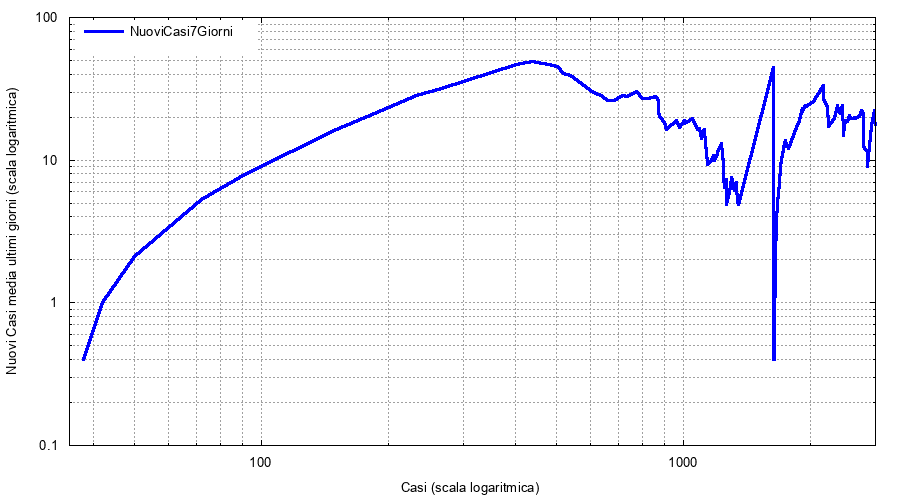 NuoviCasi7Giorni
100
10
1
0.1
100
1000
Nuovi Casi media ultimi giorni (scala logaritmica)
Casi (scala logaritmica)